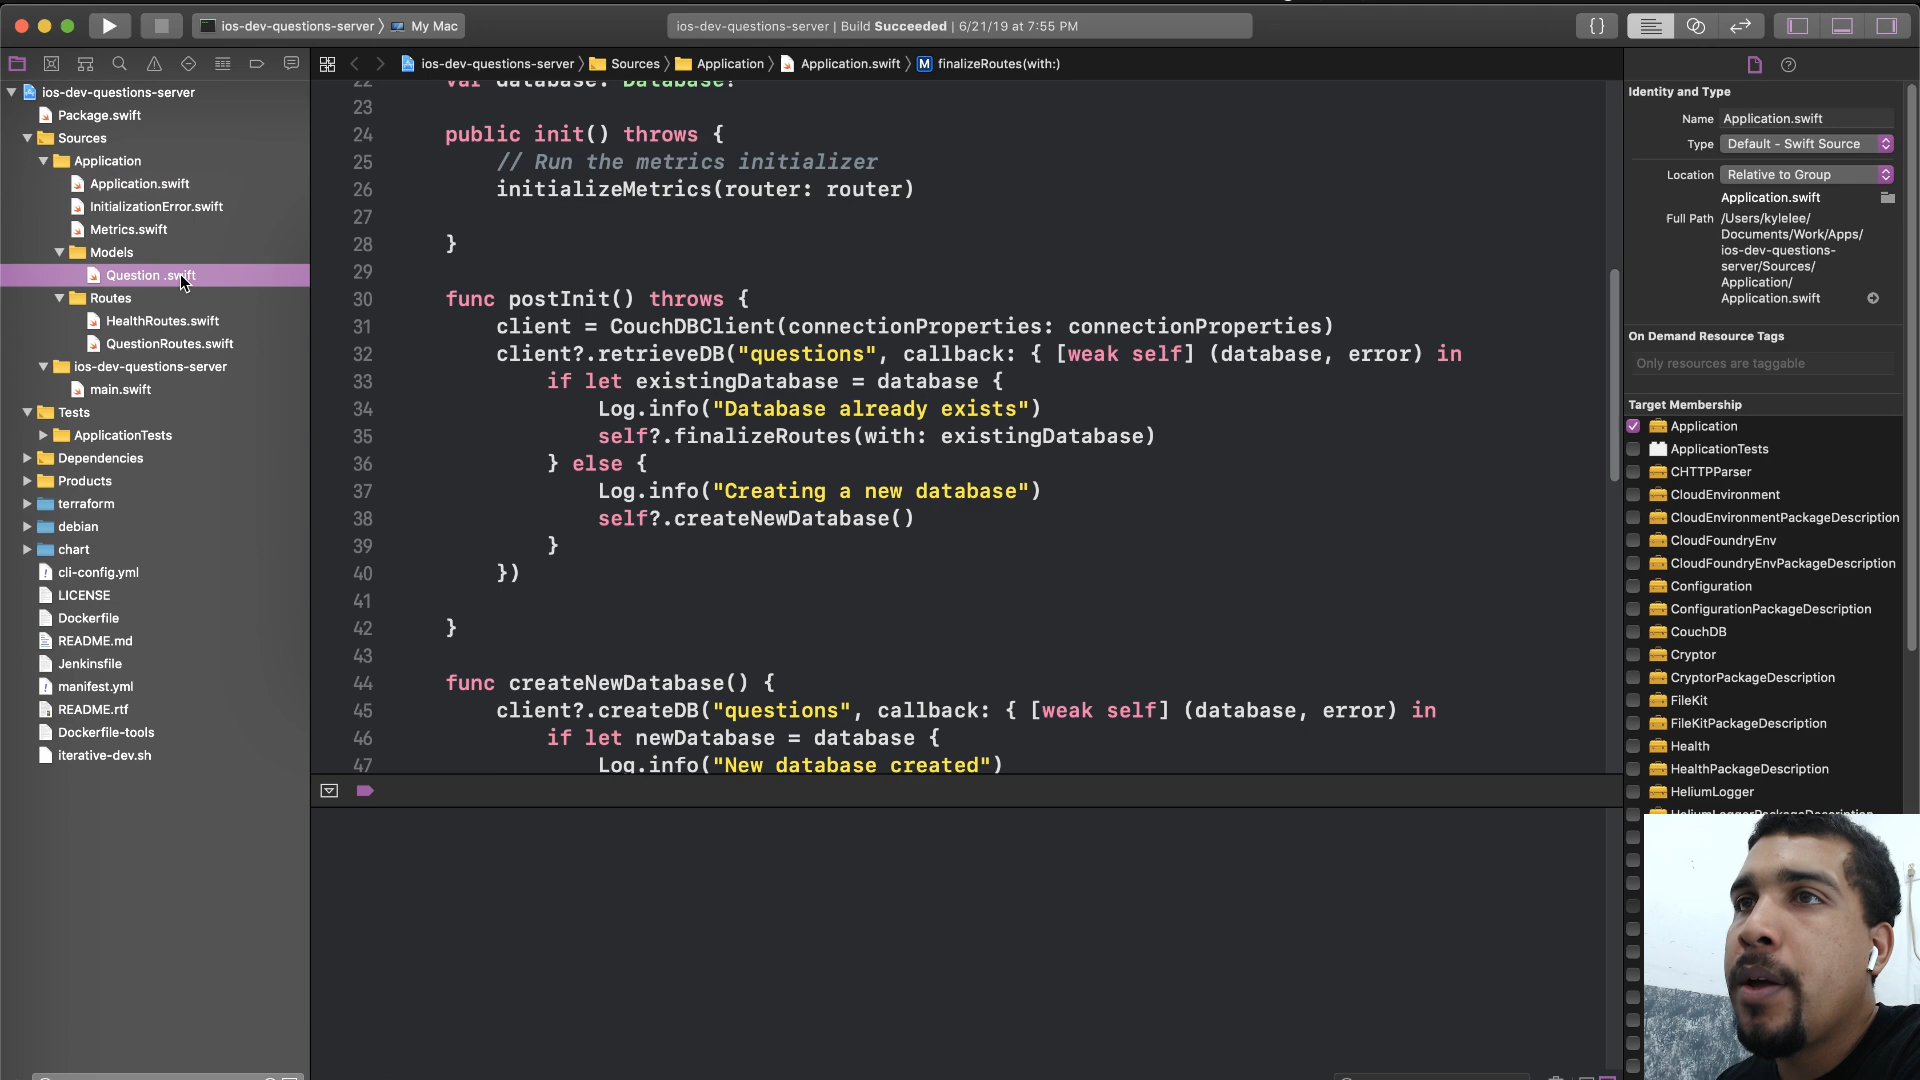 ios-dev-questions-server 〉 My Mac
ios-dev-questions-server | Build Succeeded | 6/21/19 at 7:55 PM
{}
ios-dev-questions-server 〉 Sources 〉 Application 〉 Application.swift 〉 M finalizeRoutes(with:)
ios-dev-questions-server
Package.swift
Sources
Application
Application.swift
InitializationError.swift
Metrics.swift
Models
Question .swift
Routes
HealthRoutes.swift
QuestionRoutes.swift
ios-dev-questions-server
main.swift
Tests
ApplicationTests
Dependencies
Products
terraform
debian
chart
cli-config.yml
LICENSE
Dockerfile
README.md
Jenkinsfile
manifest.yml
README.rtf
Dockerfile-tools
iterative-dev.sh
22 var database: Database?
23
24 public init() throws {
25 // Run the metrics initializer
26 initializeMetrics(router: router)
27
28 }
29
30 func postInit() throws {
31 client = CouchDBClient(connectionProperties: connectionProperties)
32 client?.retrieveDB("questions", callback: { [weak self] (database, error) in
33 if let existingDatabase = database {
34 Log.info("Database already exists")
35 self?.finalizeRoutes(with: existingDatabase)
36 } else {
37 Log.info("Creating a new database")
38 self?.createNewDatabase()
39 }
40 })
41
42 }
43
44 func createNewDatabase() {
45 client?.createDB("questions", callback: { [weak self] (database, error) in
46 if let newDatabase = database {
47 Log.info("New database created")
Identity and Type
Name Application.swift
Type Default - Swift Source
Location Relative to Group
Application.swift
Full Path /Users/kylelee/
Documents/Work/Apps/
ios-dev-questions-
server/Sources/
Application/
Application.swift
On Demand Resource Tags
Only resources are taggable
Target Membership
Application
ApplicationTests
CHTTPParser
CloudEnvironment
CloudEnvironmentPackageDescription
CloudFoundryEnv
CloudFoundryEnvPackageDescription
Configuration
ConfigurationPackageDescription
CouchDB
Cryptor
CryptorPackageDescription
FileKit
FileKitPackageDescription
Health
HealthPackageDescription
HeliumLogger
HeliumLoggerPackageDescription